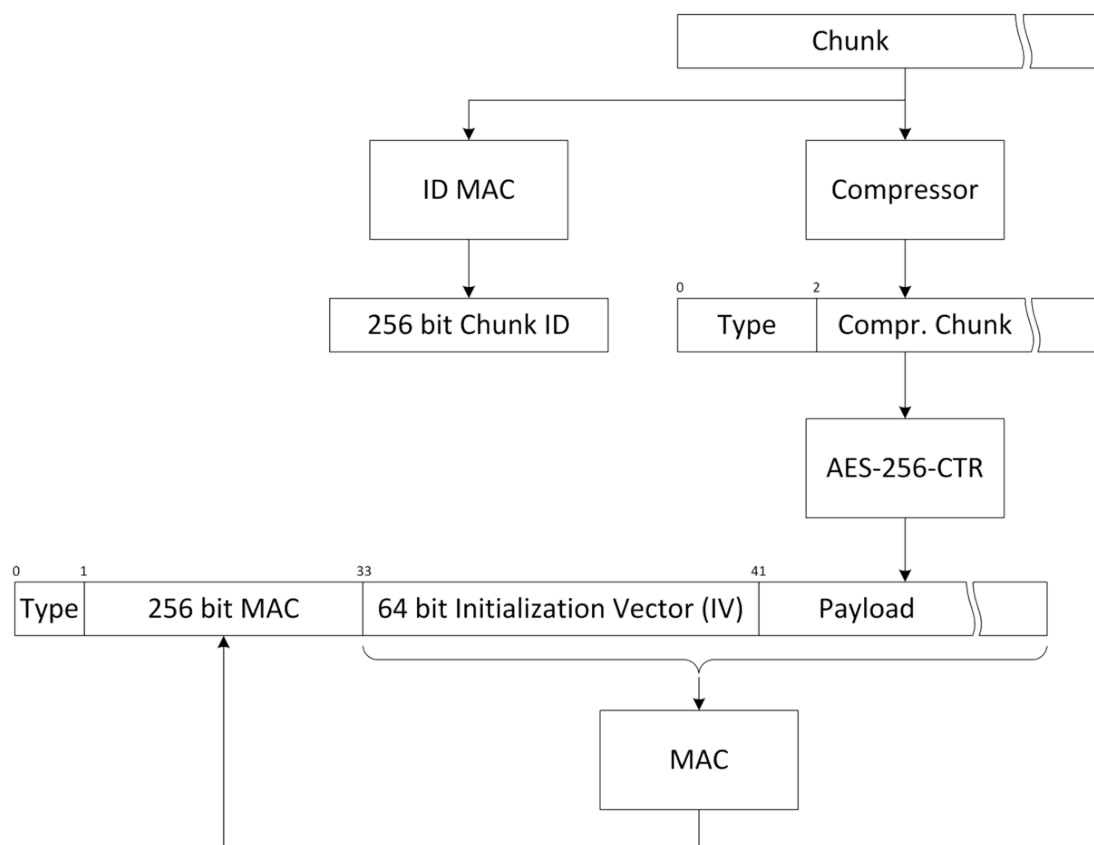 Chunk
ID MAC
Compressor
0 2
256 bit Chunk ID
Type Compr. Chunk
AES-256-CTR
0 1 33 41
Type 256 bit MAC 64 bit Initialization Vector (IV) Payload
MAC